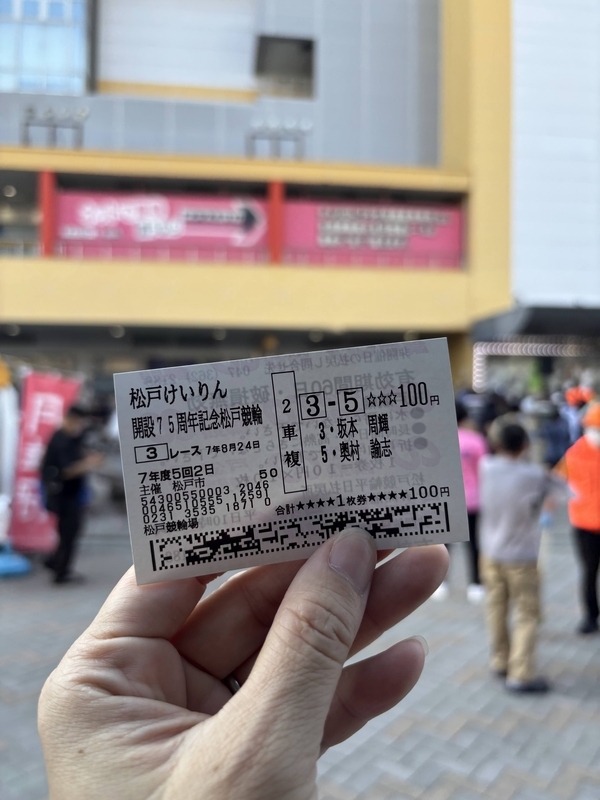 松戸けいりん
開設75周年記念松戸競輪
3レース 7年8月24日
7年度5回2日
主催 松戸市 50
54300550003 2046
00465 1055 12590
0231 3535 1871 0
松戸競輪場
2車複
3-5☆☆☆100円
3・坂本 周輝
5・奥村 諭志
合計★★★★1枚券★★★★100円